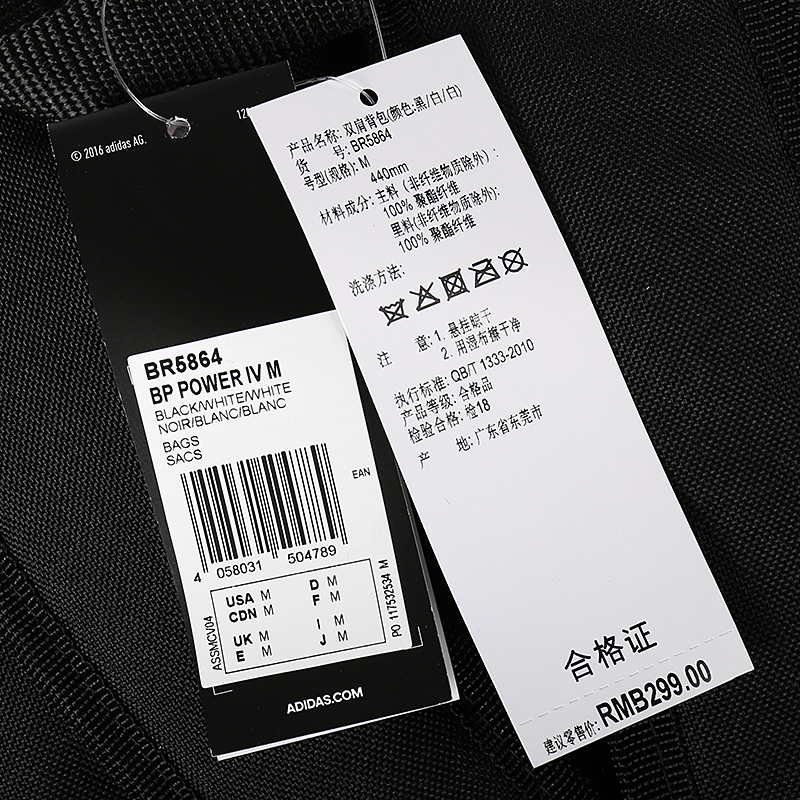 © 2016 adidas AG.
12
BR5864
BP POWER IV M
BLACK/WHITE/WHITE
NOIR/BLANC/BLANC
BAGS
SACS
EAN
4 058031 504789
USA M D M
CDN M F M
UK M I M
E M J M
ASSMCV04
PO 117532534 M
ADIDAS.COM
产品名称: 双肩背包(颜色:黑/白/白)
货 号: BR5864
号型(规格): M
440mm
材料成分: 主料 (非纤维物质除外):
100% 聚酯纤维
里料(非纤维物质除外):
100% 聚酯纤维
洗涤方法:
注 意: 1. 悬挂晾干
2. 用湿布擦干净
执行标准: QB/T 1333-2010
产品等级: 合格品
检验合格: 检18
产 地: 广东省东莞市
合格证
建议零售价: RMB299.00